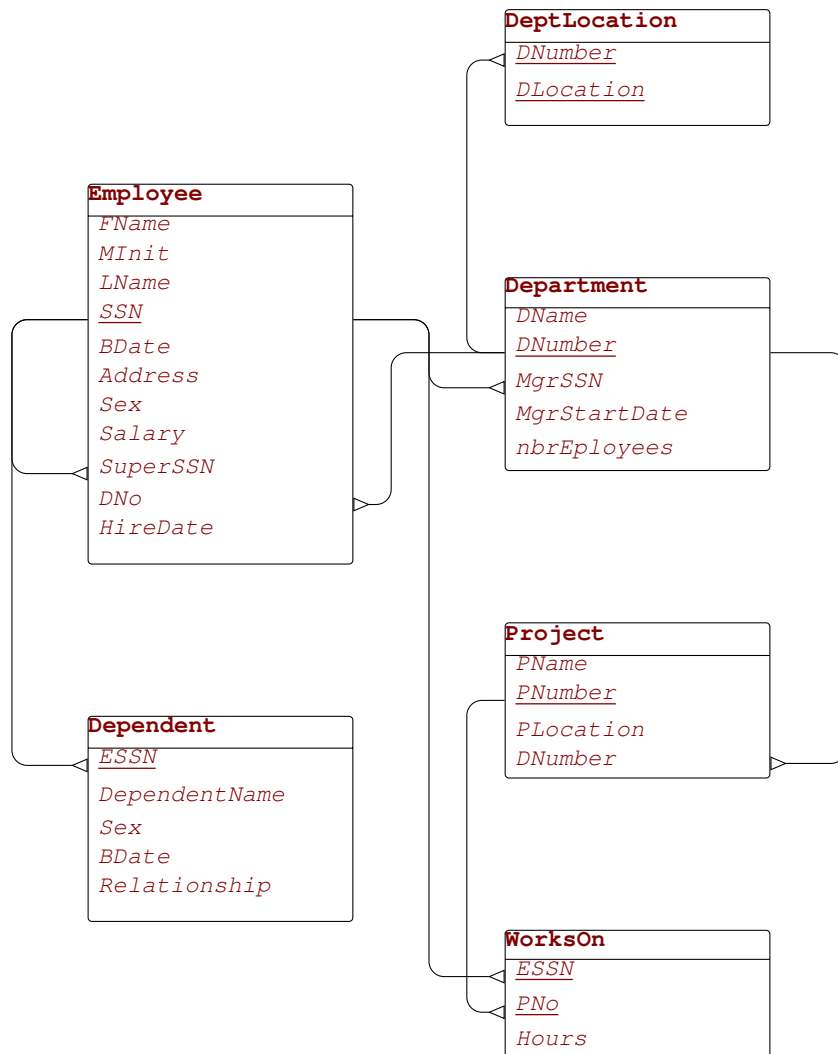 DeptLocation
DNumber
DLocation
Employee
FName
MInit
LName
SSN
BDate
Address
Sex
Salary
SuperSSN
DNo
HireDate
Department
DName
DNumber
MgrSSN
MgrStartDate
nbrEployees
Project
PName
PNumber
PLocation
DNumber
Dependent
ESSN
DependentName
Sex
BDate
Relationship
WorksOn
ESSN
PNo
Hours